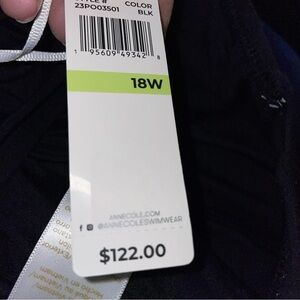 COLOR
23PO03501 BLK
1 95609 49342 8
18W
ANNECOLE.COM
@ANNECOLESWIMWEAR
$122.00